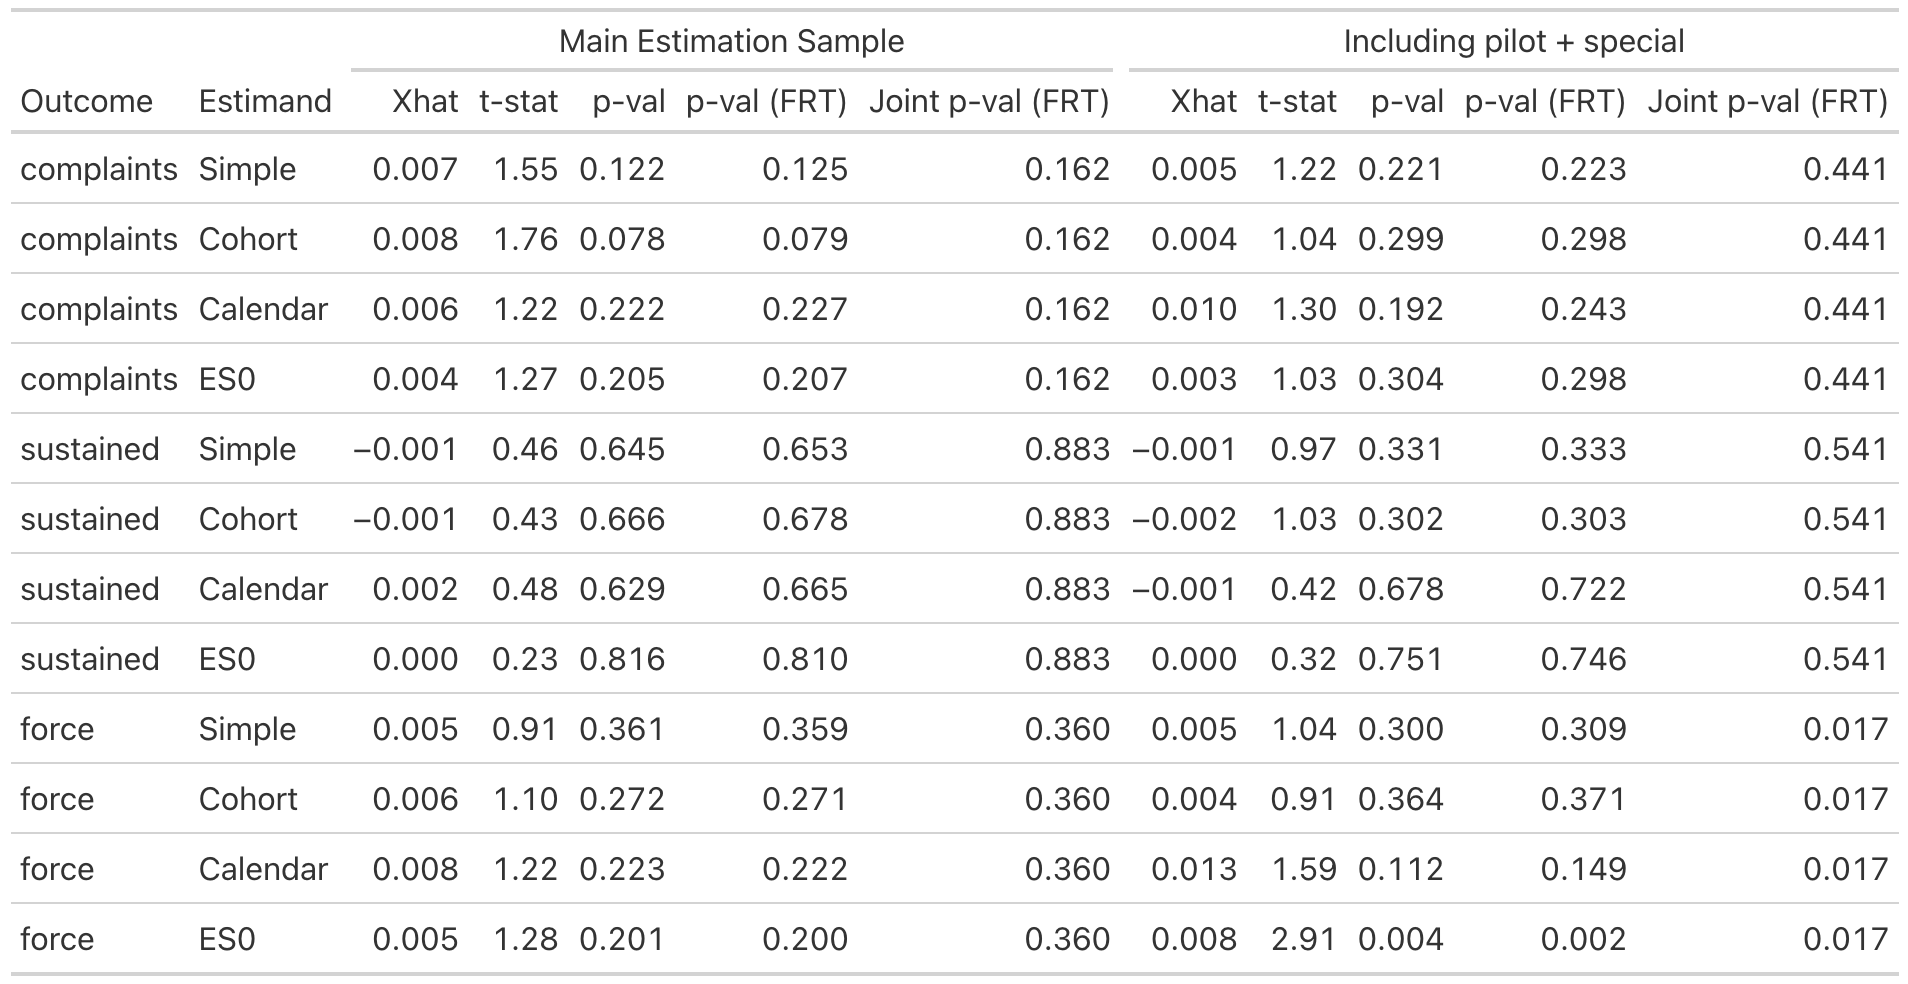 Main Estimation Sample Including pilot + special
Outcome Estimand Xhat t-stat p-val p-val (FRT) Joint p-val (FRT) Xhat t-stat p-val p-val (FRT) Joint p-val (FRT)
complaints Simple 0.007 1.55 0.122 0.125 0.162 0.005 1.22 0.221 0.223 0.441
complaints Cohort 0.008 1.76 0.078 0.079 0.162 0.004 1.04 0.299 0.298 0.441
complaints Calendar 0.006 1.22 0.222 0.227 0.162 0.010 1.30 0.192 0.243 0.441
complaints ES0 0.004 1.27 0.205 0.207 0.162 0.003 1.03 0.304 0.298 0.441
sustained Simple −0.001 0.46 0.645 0.653 0.883 −0.001 0.97 0.331 0.333 0.541
sustained Cohort −0.001 0.43 0.666 0.678 0.883 −0.002 1.03 0.302 0.303 0.541
sustained Calendar 0.002 0.48 0.629 0.665 0.883 −0.001 0.42 0.678 0.722 0.541
sustained ES0 0.000 0.23 0.816 0.810 0.883 0.000 0.32 0.751 0.746 0.541
force Simple 0.005 0.91 0.361 0.359 0.360 0.005 1.04 0.300 0.309 0.017
force Cohort 0.006 1.10 0.272 0.271 0.360 0.004 0.91 0.364 0.371 0.017
force Calendar 0.008 1.22 0.223 0.222 0.360 0.013 1.59 0.112 0.149 0.017
force ES0 0.005 1.28 0.201 0.200 0.360 0.008 2.91 0.004 0.002 0.017